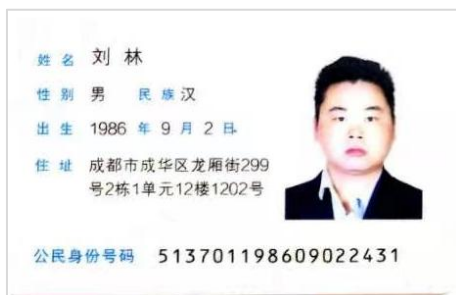 姓名 刘林
性别 男 民族 汉
出生 1986 年 9 月 2 日
住址 成都市成华区龙厢街299
号2栋1单元12楼1202号
公民身份号码 513701198609022431